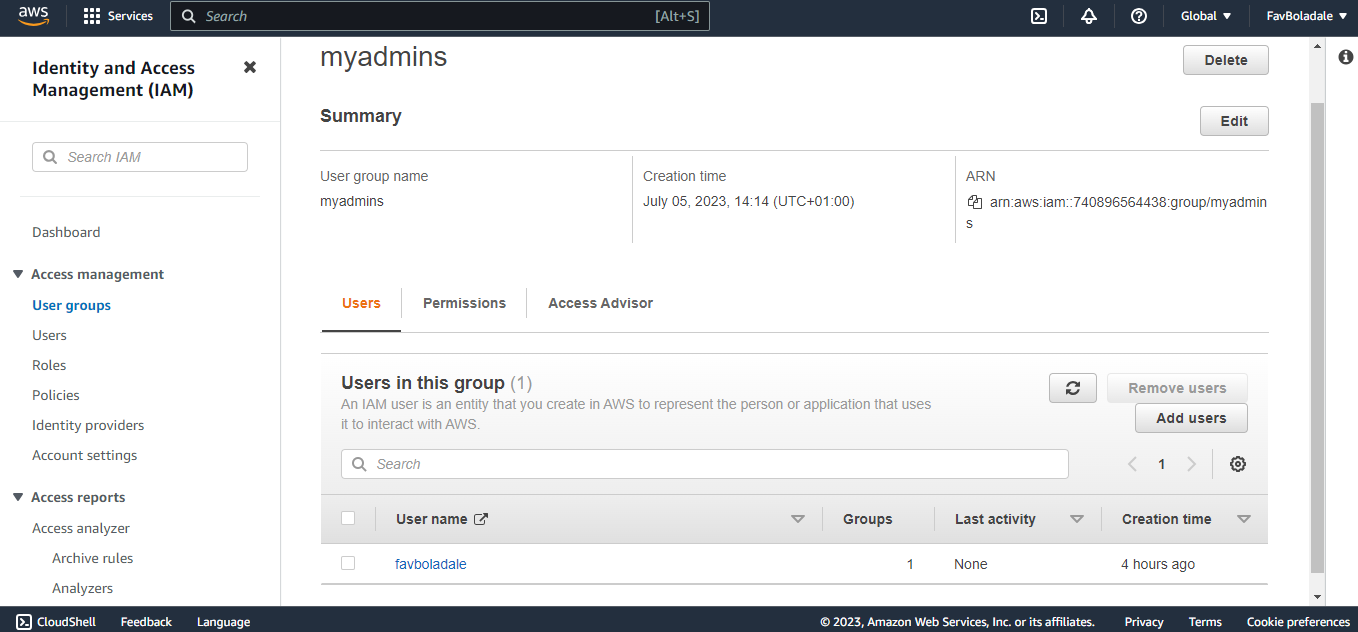 aws
Services
Search
[Alt+S]
Global
FavBoladale
Identity and Access
Management (IAM)
Search IAM
Dashboard
Access management
User groups
Users
Roles
Policies
Identity providers
Account settings
Access reports
Access analyzer
Archive rules
Analyzers
myadmins
Delete
Summary
Edit
User group name
myadmins
Creation time
July 05, 2023, 14:14 (UTC+01:00)
ARN
arn:aws:iam::740896564438:group/myadmin
s
Users
Permissions
Access Advisor
Users in this group (1)
An IAM user is an entity that you create in AWS to represent the person or application that uses
it to interact with AWS.
Remove users
Add users
Search
1
User name
Groups
Last activity
Creation time
favboladale
1
None
4 hours ago
CloudShell
Feedback
Language
© 2023, Amazon Web Services, Inc. or its affiliates.
Privacy
Terms
Cookie preferences